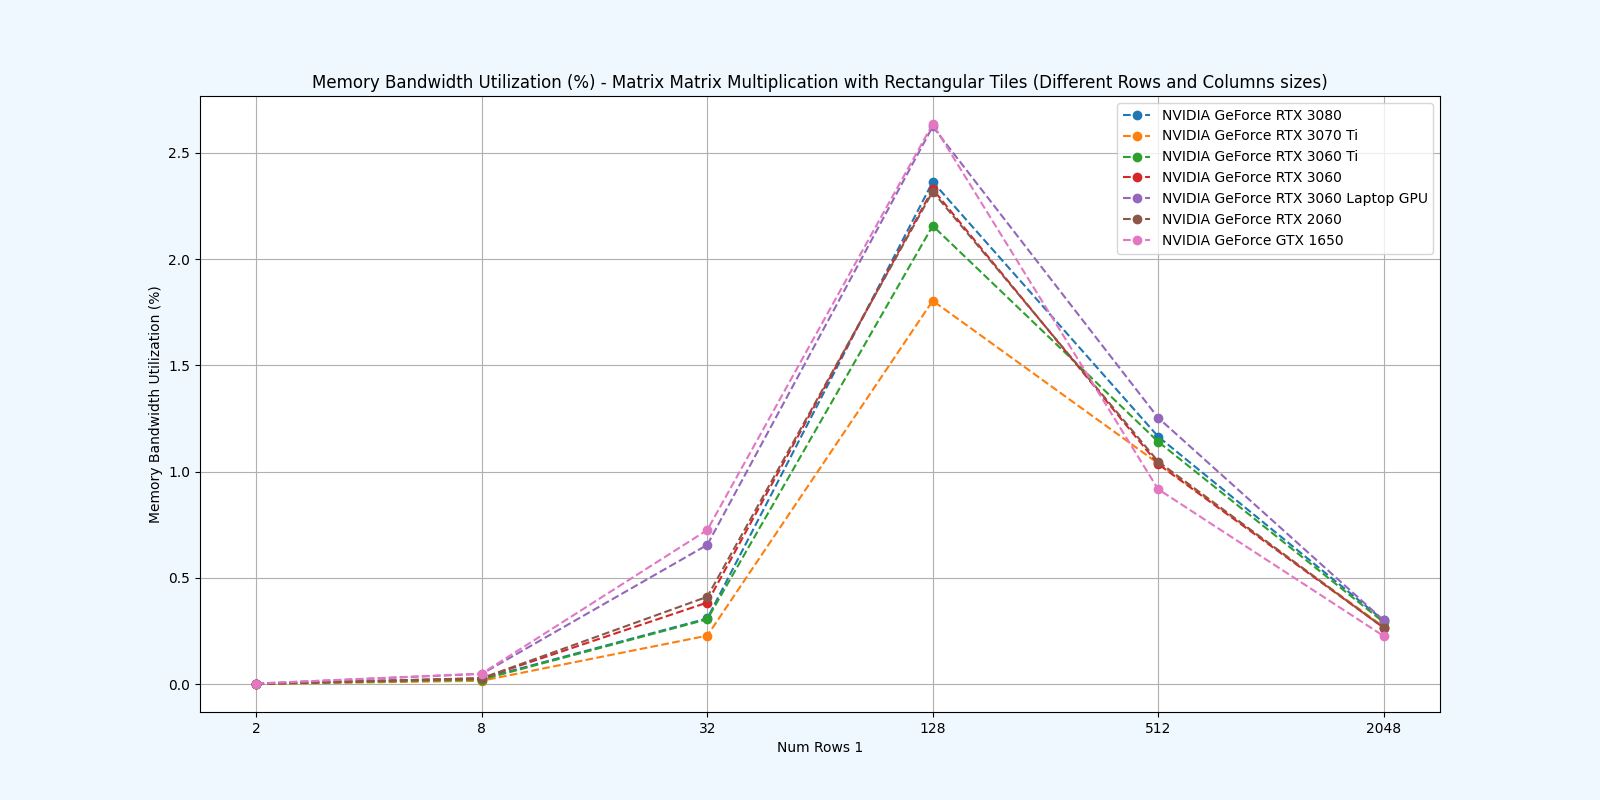 Memory Bandwidth Utilization (%) - Matrix Matrix Multiplication with Rectangular Tiles (Different Rows and Columns sizes)
NVIDIA GeForce RTX 3080
NVIDIA GeForce RTX 3070 Ti
NVIDIA GeForce RTX 3060 Ti
NVIDIA GeForce RTX 3060
NVIDIA GeForce RTX 3060 Laptop GPU
NVIDIA GeForce RTX 2060
NVIDIA GeForce GTX 1650
Memory Bandwidth Utilization (%)
2.5
2.0
1.5
1.0
0.5
0.0
2 8 32 128 512 2048
Num Rows 1